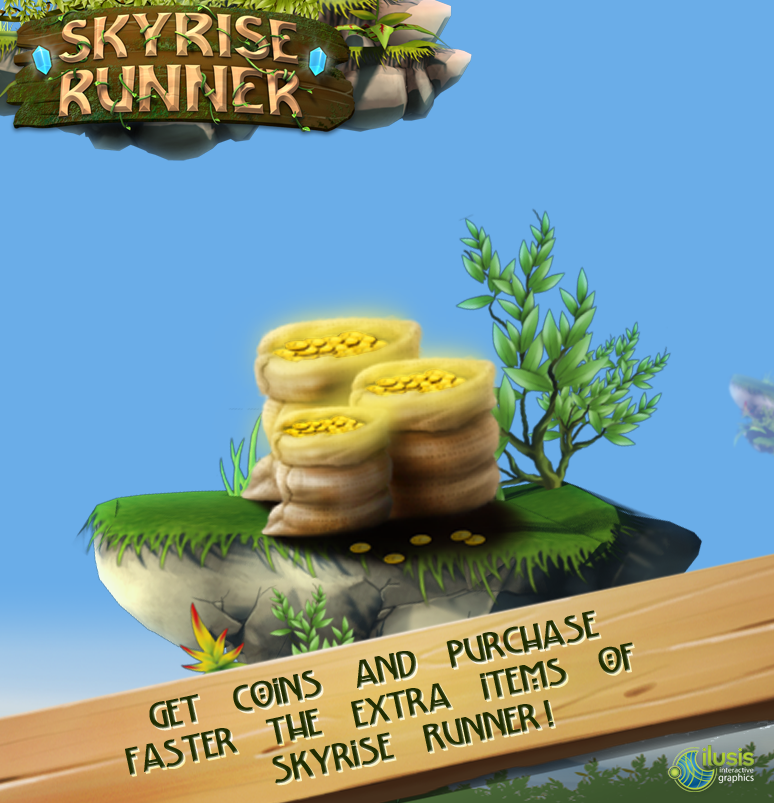 SKYRISE
RUNNER
GET COINS AND PURCHASE
FASTER THE EXTRA ITEMS OF
SKYRISE RUNNER!
ilusis
interactive
graphics